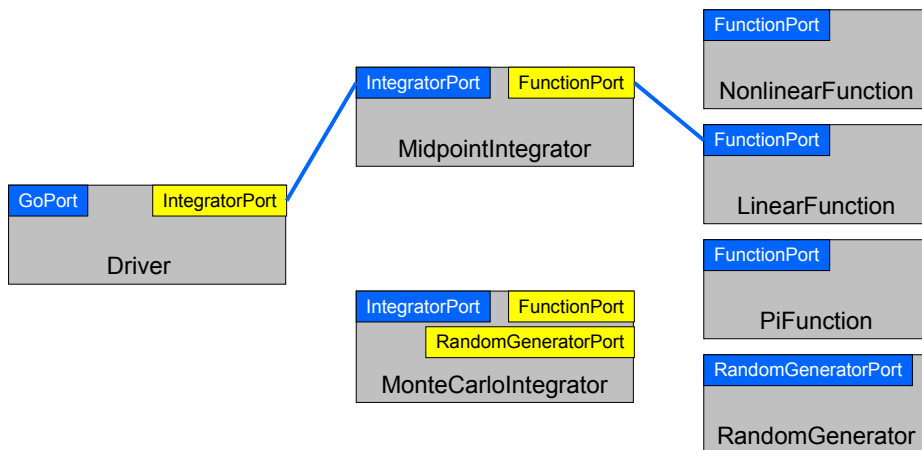 GoPort
IntegratorPort
Driver
IntegratorPort
FunctionPort
MidpointIntegrator
IntegratorPort
FunctionPort
RandomGeneratorPort
MonteCarloIntegrator
FunctionPort
NonlinearFunction
FunctionPort
LinearFunction
FunctionPort
PiFunction
RandomGeneratorPort
RandomGenerator